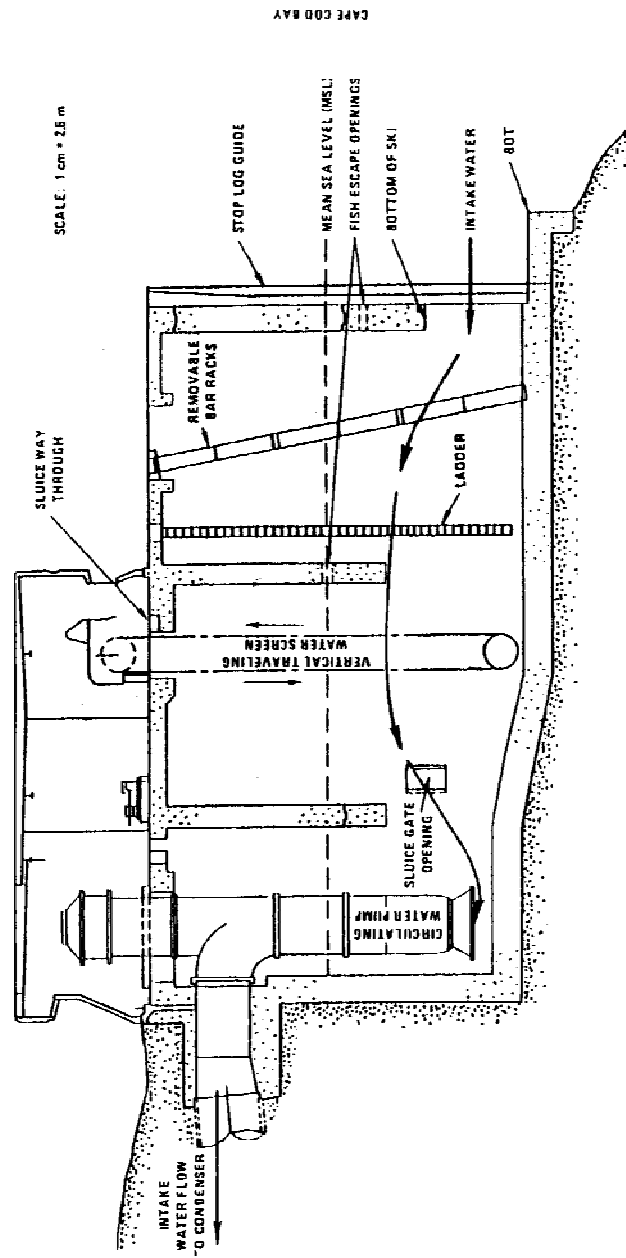 CAPE COD BAY
SCALE: 1 cm = 2.6 m
STOP LOG GUIDE
MEAN SEA LEVEL (MSL)
FISH ESCAPE OPENINGS
BOTTOM OF SKI
INTAKE WATER
BOT
REMOVABLE
BAR RACKS
SLUICE WAY
THROUGH
LADDER
VERTICAL TRAVELING
WATER SCREEN
SLUICE GATE
OPENING
CIRCULATING
WATER PUMP
INTAKE
WATER FLOW
TO CONDENSER